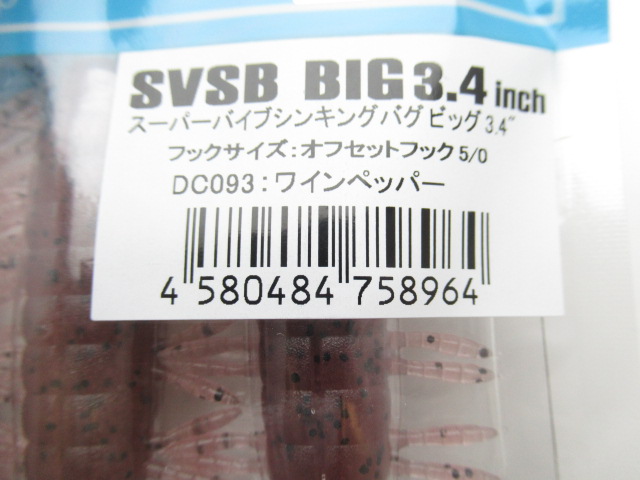 SVSB BIG 3.4 inch
スーパーバイブシンキングバグ ビッグ 3.4"
フックサイズ:オフセットフック 5/0
DC093:ワインペッパー
4 580484 758964